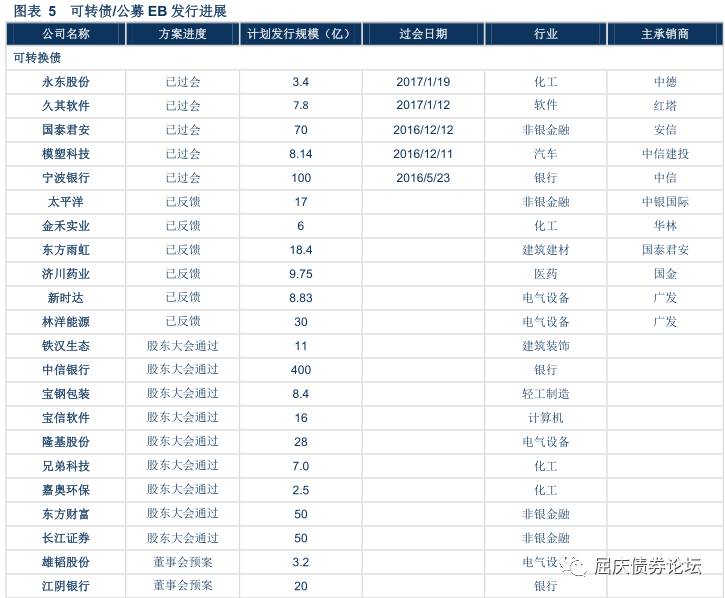 图表 5 可转债/公募 EB 发行进展
公司名称 方案进度 计划发行规模（亿） 过会日期 行业 主承销商
可转换债
永东股份 已过会 3.4 2017/1/19 化工 中德
久其软件 已过会 7.8 2017/1/12 软件 红塔
国泰君安 已过会 70 2016/12/12 非银金融 安信
模塑科技 已过会 8.14 2016/12/11 汽车 中信建投
宁波银行 已过会 100 2016/5/23 银行 中信
太平洋 已反馈 17 非银金融 中银国际
金禾实业 已反馈 6 化工 华林
东方雨虹 已反馈 18.4 建筑建材 国泰君安
济川药业 已反馈 9.75 医药 国金
新时达 已反馈 8.83 电气设备 广发
林洋能源 已反馈 30 电气设备 广发
铁汉生态 股东大会通过 11 建筑装饰
中信银行 股东大会通过 400 银行
宝钢包装 股东大会通过 8.4 轻工制造
宝信软件 股东大会通过 16 计算机
隆基股份 股东大会通过 28 电气设备
兄弟科技 股东大会通过 7.0 化工
嘉奥环保 股东大会通过 2.5 化工
东方财富 股东大会通过 50 非银金融
长江证券 股东大会通过 50 非银金融
雄韬股份 董事会预案 3.2 电气设备
江阴银行 董事会预案 20 银行
屈庆债券论坛